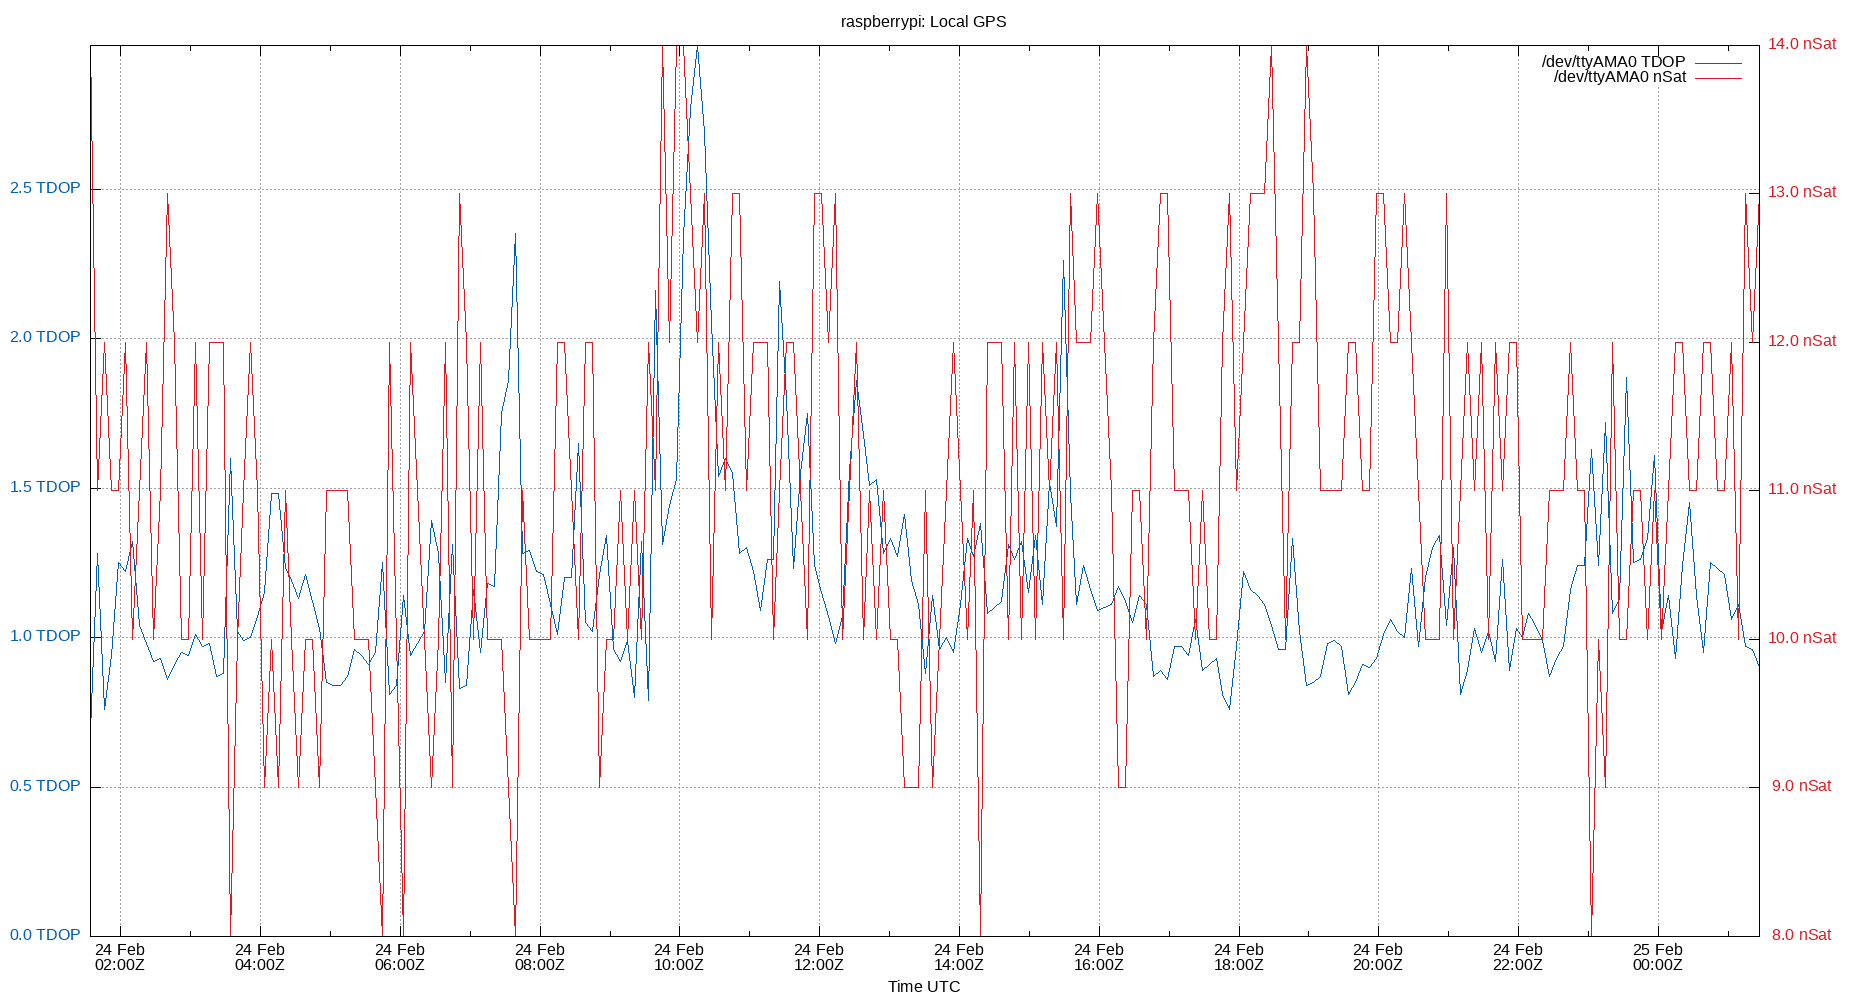 raspberrypi: Local GPS
/dev/ttyAMA0 TDOP
/dev/ttyAMA0 nSat
2.5 TDOP
2.0 TDOP
1.5 TDOP
1.0 TDOP
0.5 TDOP
0.0 TDOP
14.0 nSat
13.0 nSat
12.0 nSat
11.0 nSat
10.0 nSat
9.0 nSat
8.0 nSat
24 Feb
02:00Z
24 Feb
04:00Z
24 Feb
06:00Z
24 Feb
08:00Z
24 Feb
10:00Z
24 Feb
12:00Z
24 Feb
14:00Z
24 Feb
16:00Z
24 Feb
18:00Z
24 Feb
20:00Z
24 Feb
22:00Z
25 Feb
00:00Z
Time UTC